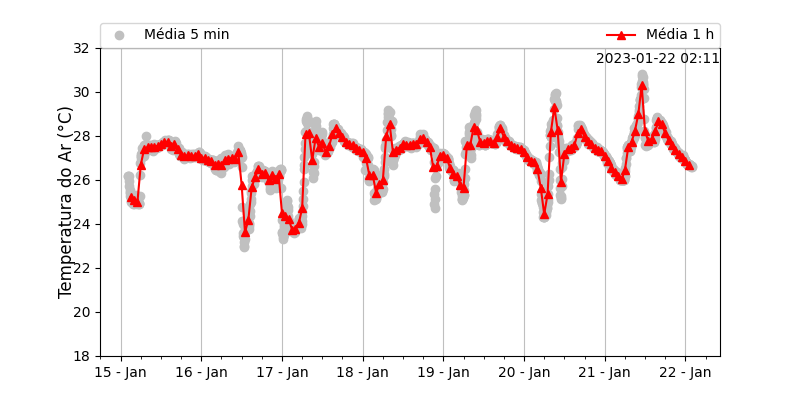 Média 5 min
Média 1 h
2023-01-22 02:11
Temperatura do Ar (°C)
32
30
28
26
24
22
20
18
15 - Jan
16 - Jan
17 - Jan
18 - Jan
19 - Jan
20 - Jan
21 - Jan
22 - Jan